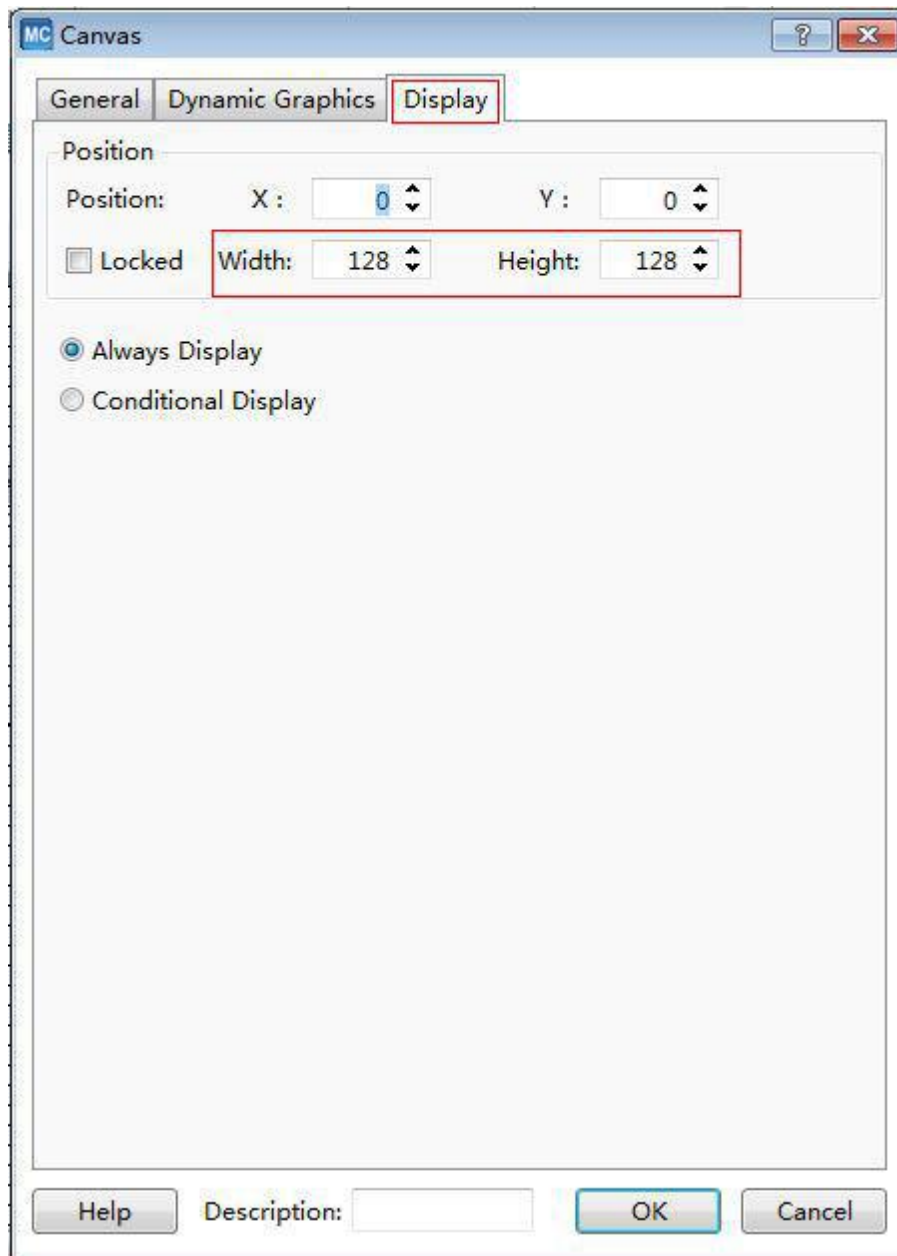 MC Canvas
General Dynamic Graphics Display
Position
Position: X : 0 Y : 0
Locked Width: 128 Height: 128
Always Display
Conditional Display
Help Description: OK Cancel